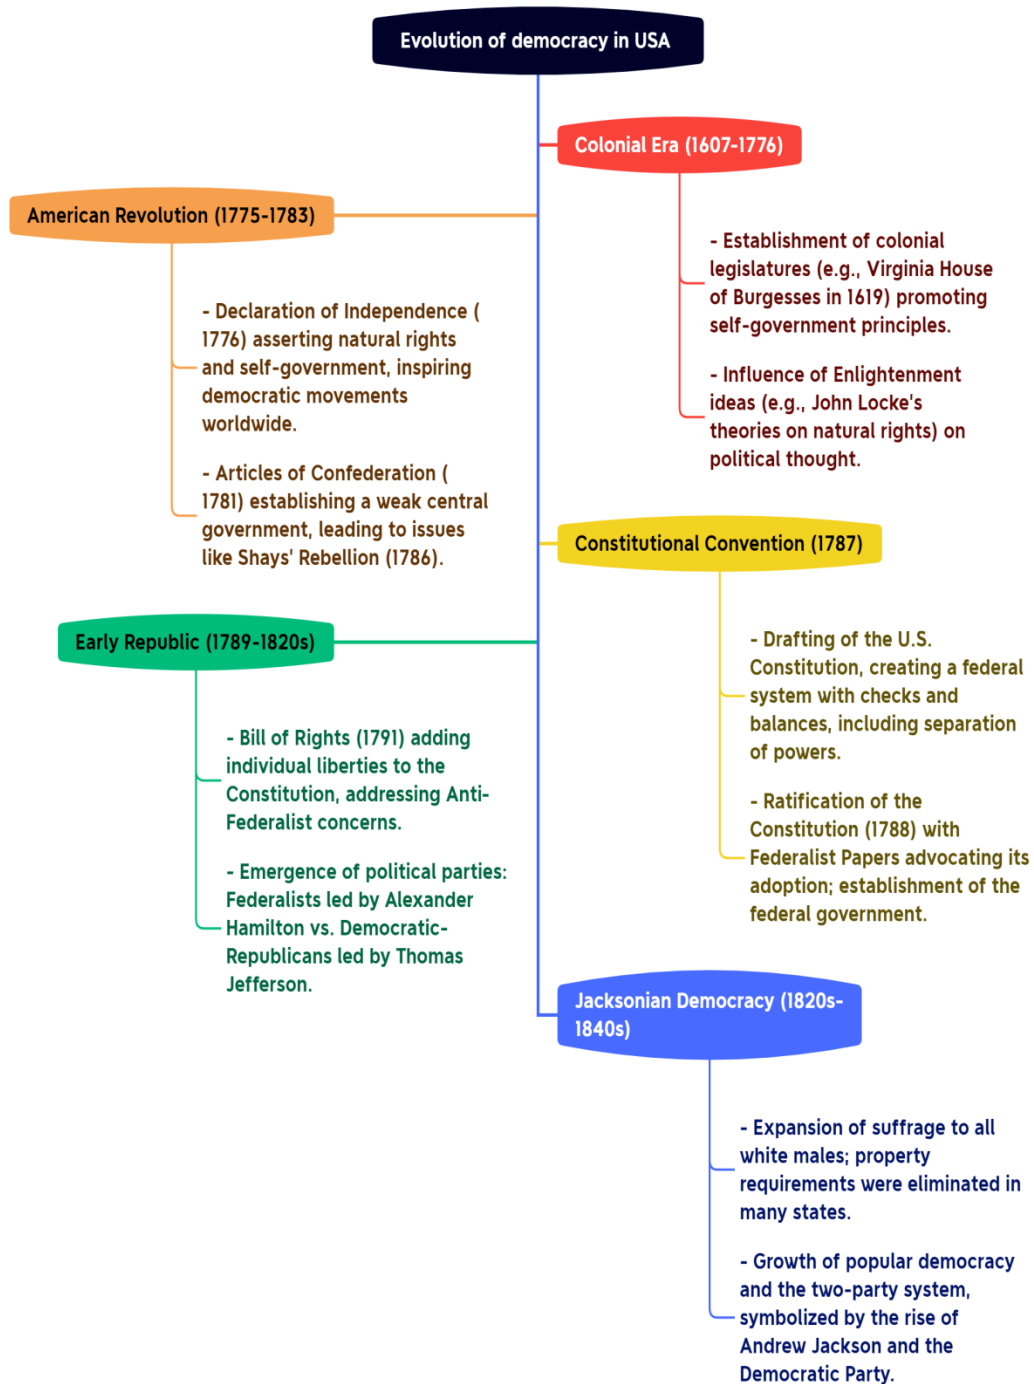 Evolution of democracy in USA
Colonial Era (1607-1776)
- Establishment of colonial
legislatures (e.g., Virginia House
of Burgesses in 1619) promoting
self-government principles.
- Influence of Enlightenment
ideas (e.g., John Locke's
theories on natural rights) on
political thought.
American Revolution (1775-1783)
- Declaration of Independence (
1776) asserting natural rights
and self-government, inspiring
democratic movements
worldwide.
- Articles of Confederation (
1781) establishing a weak central
government, leading to issues
like Shays' Rebellion (1786).
Constitutional Convention (1787)
- Drafting of the U.S.
Constitution, creating a federal
system with checks and
balances, including separation
of powers.
- Ratification of the
Constitution (1788) with
Federalist Papers advocating its
adoption; establishment of the
federal government.
Early Republic (1789-1820s)
- Bill of Rights (1791) adding
individual liberties to the
Constitution, addressing Anti-
Federalist concerns.
- Emergence of political parties:
Federalists led by Alexander
Hamilton vs. Democratic-
Republicans led by Thomas
Jefferson.
Jacksonian Democracy (1820s-
1840s)
- Expansion of suffrage to all
white males; property
requirements were eliminated in
many states.
- Growth of popular democracy
and the two-party system,
symbolized by the rise of
Andrew Jackson and the
Democratic Party.